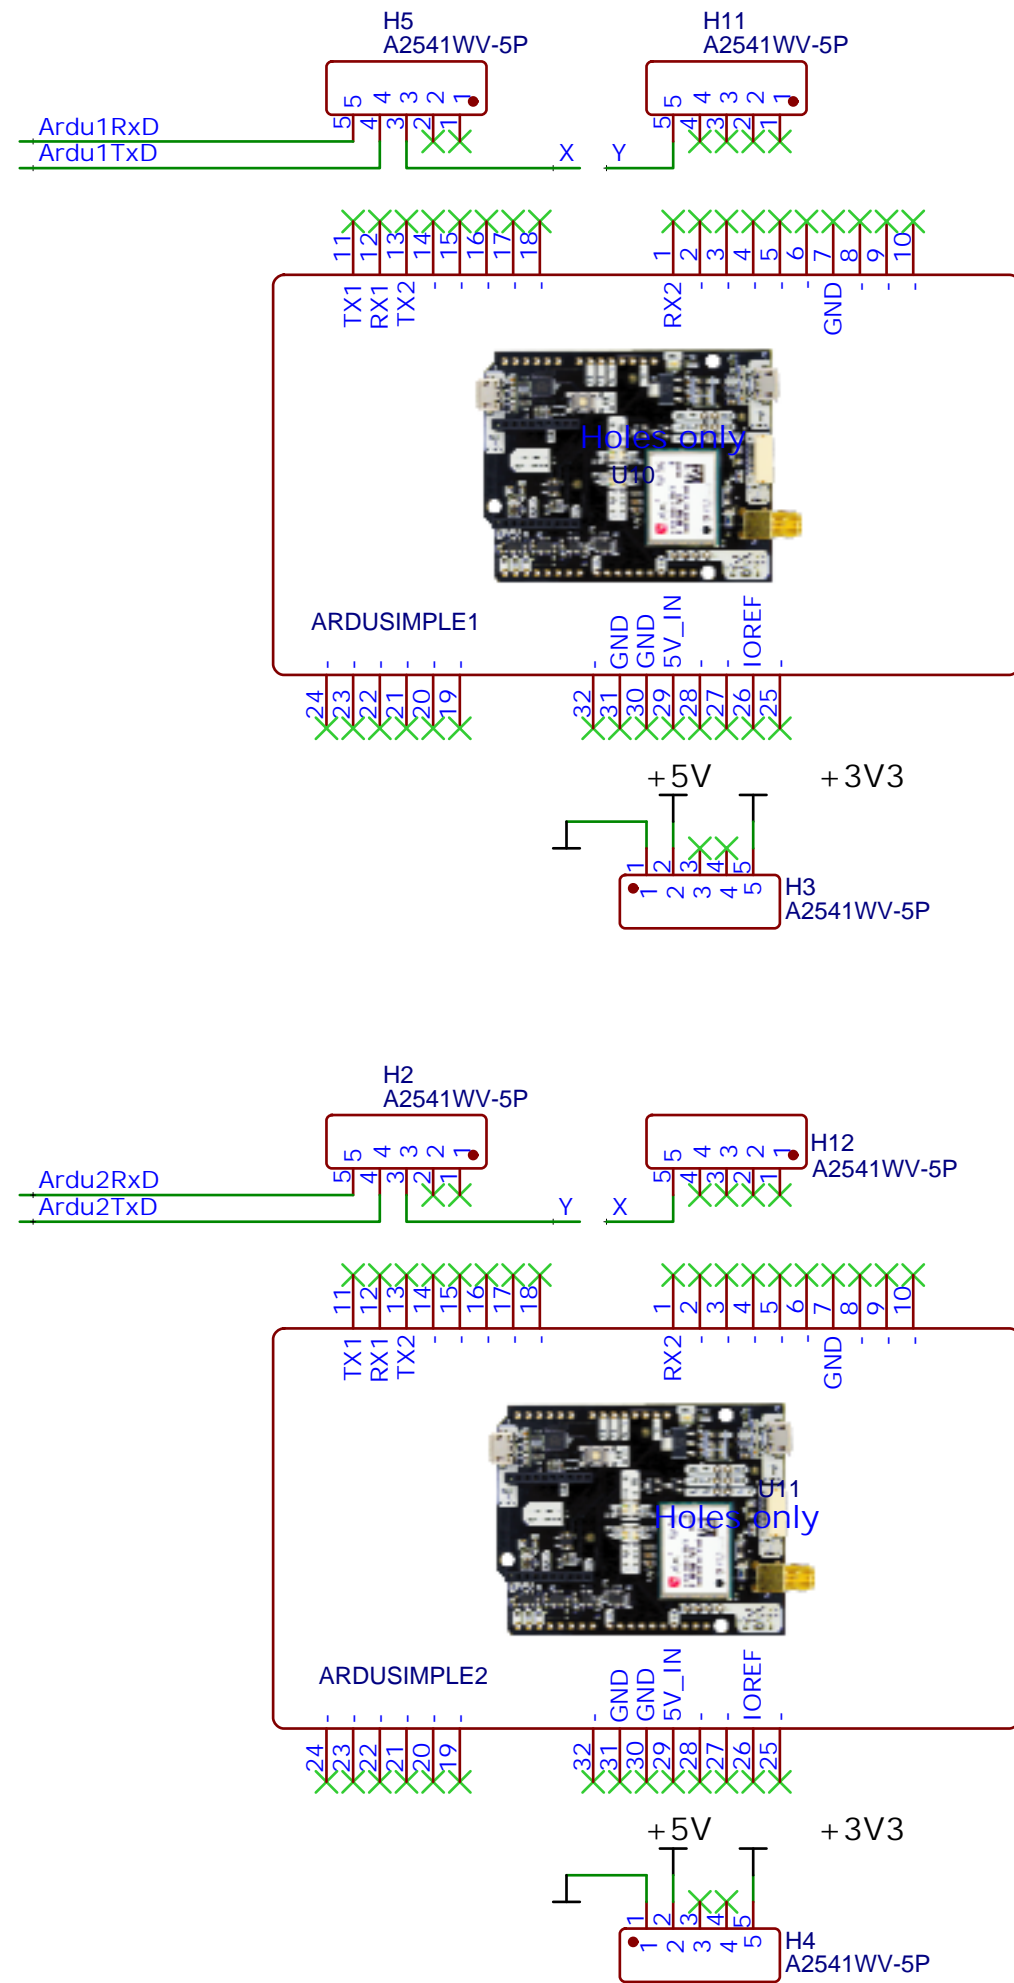 H5
A2541WV-5P
H11
A2541WV-5P
5 4 3 2 1
5 4 3 2 1
5 4 3 2 1
5 4 3 2 1
Ardu1RxD
Ardu1TxD
X Y
11 12 13 14 15 16 17 18
1 2 3 4 5 6 7 8 9 10
TX1 RX1 TX2 - - - - -
RX2 - - - - - GND - - -
Holes only
U10
ARDUSIMPLE1
- - - - - -
- GND GND 5V_IN - - IOREF -
24 23 22 21 20 19
32 31 30 29 28 27 26 25
+5V +3V3
1 2 3 4 5
1 2 3 4 5
H3
A2541WV-5P
H2
A2541WV-5P
5 4 3 2 1
5 4 3 2 1
H12
A2541WV-5P
5 4 3 2 1
5 4 3 2 1
Ardu2RxD
Ardu2TxD
Y X
11 12 13 14 15 16 17 18
1 2 3 4 5 6 7 8 9 10
TX1 RX1 TX2 - - - - -
RX2 - - - - - GND - - -
U11
Holes only
ARDUSIMPLE2
- - - - - -
- GND GND 5V_IN - - IOREF -
24 23 22 21 20 19
32 31 30 29 28 27 26 25
+5V +3V3
1 2 3 4 5
1 2 3 4 5
H4
A2541WV-5P